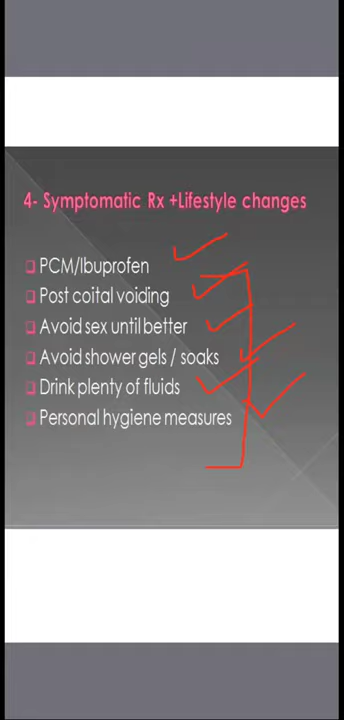 4- Symptomatic Rx +Lifestyle changes
PCM/Ibuprofen
Post coital voiding
Avoid sex until better
Avoid shower gels / soaks
Drink plenty of fluids
Personal hygiene measures